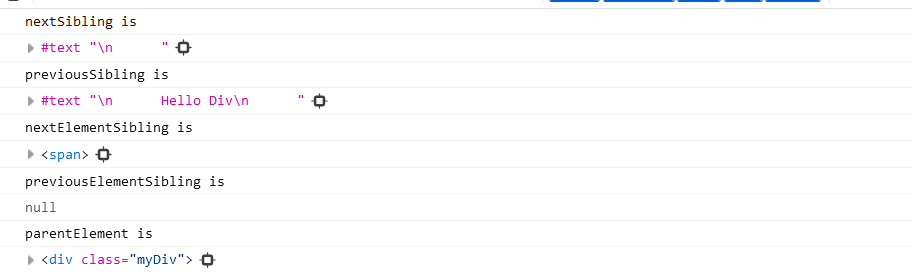 nextSibling is
#text "\n      "
previousSibling is
#text "\n      Hello Div\n      "
nextElementSibling is
<span>
previousElementSibling is
null
parentElement is
<div class="myDiv">